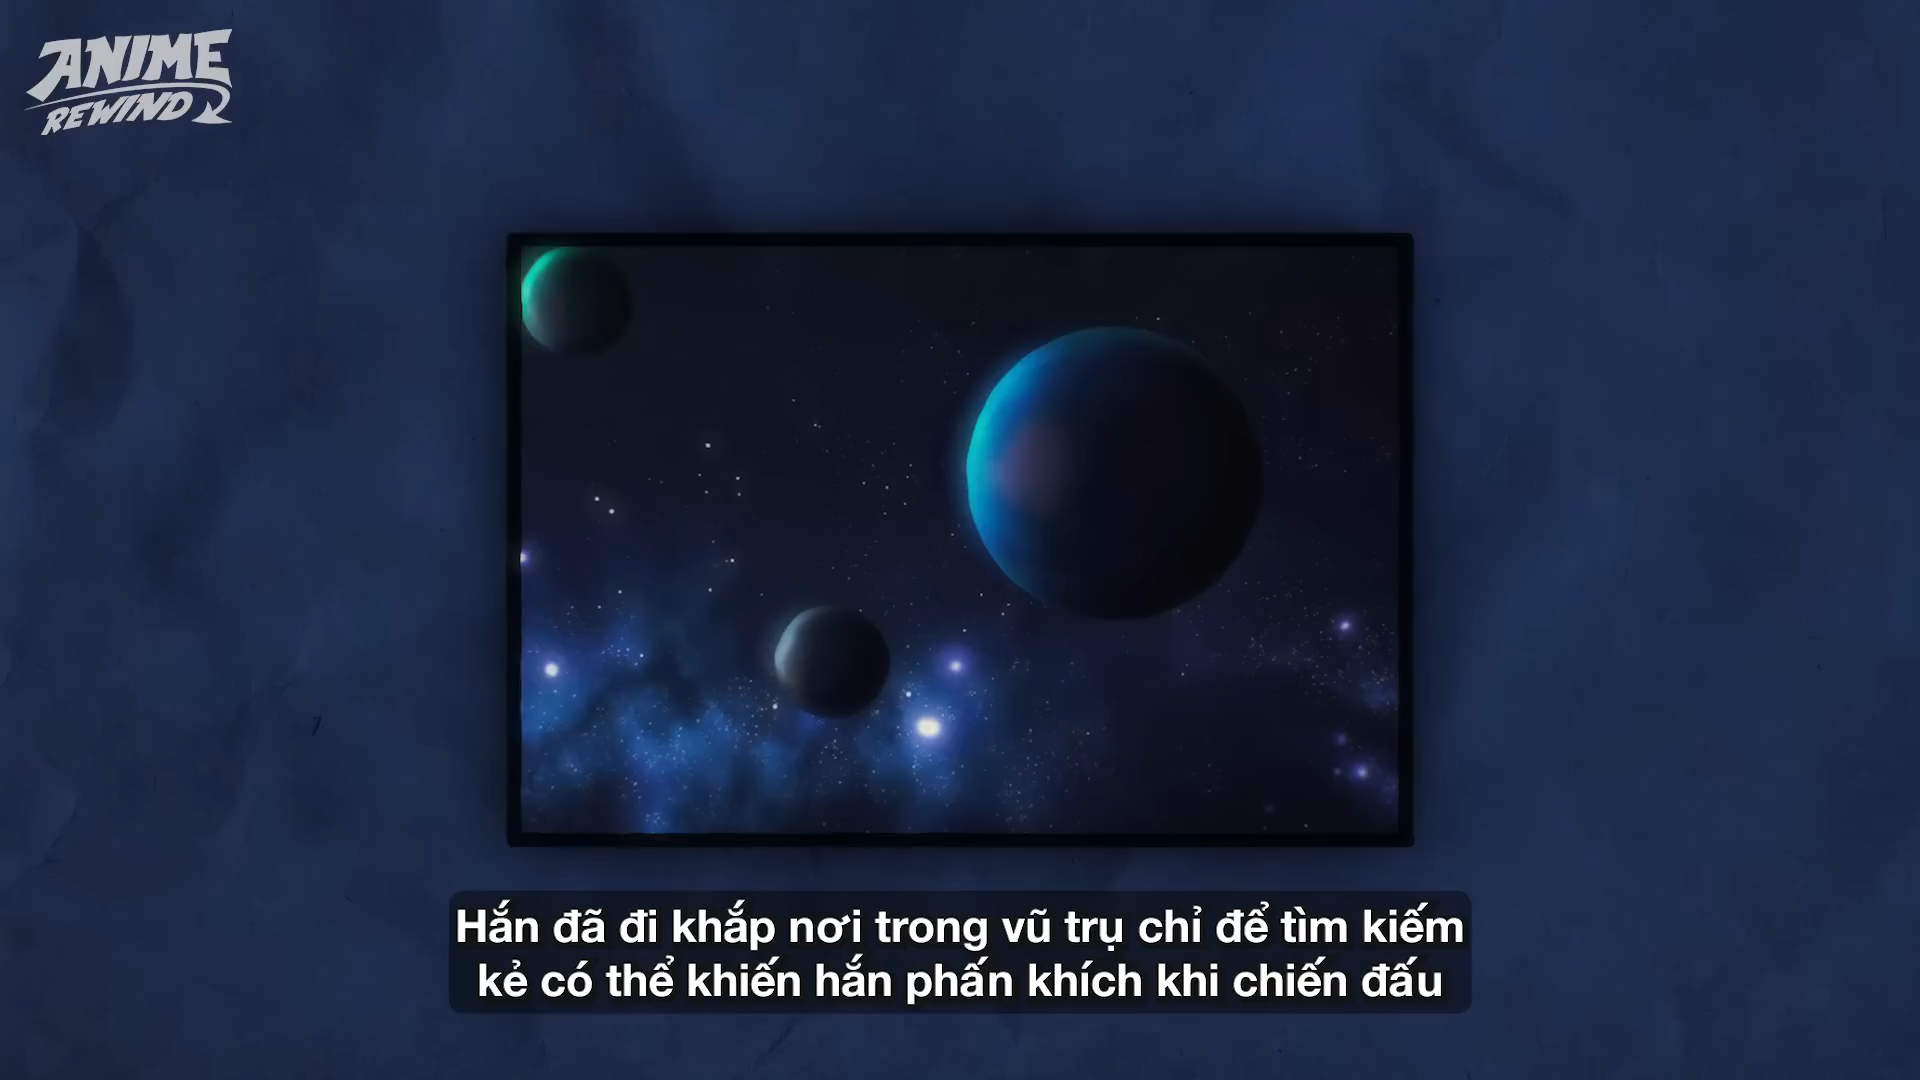 ANIME
REWIND
Hắn đã đi khắp nơi trong vũ trụ chỉ để tìm kiếm
kẻ có thể khiến hắn phấn khích khi chiến đấu